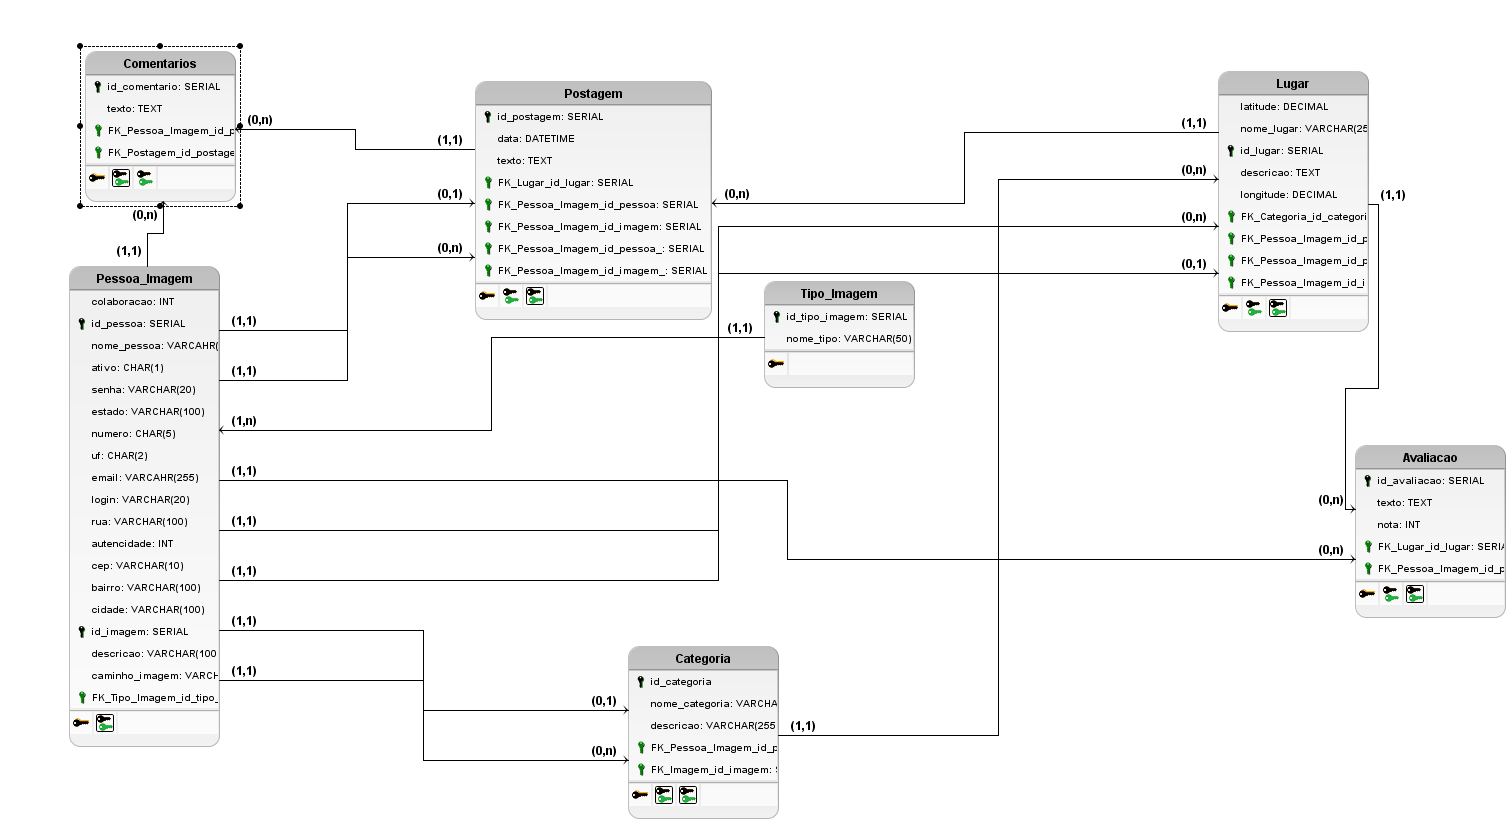 Comentarios
id_comentario: SERIAL
texto: TEXT
FK_Pessoa_Imagem_id_p
FK_Postagem_id_postage
(0,n)
(1,1)
(0,n)
(1,1)
Postagem
id_postagem: SERIAL
data: DATETIME
texto: TEXT
FK_Lugar_id_lugar: SERIAL
FK_Pessoa_Imagem_id_pessoa: SERIAL
FK_Pessoa_Imagem_id_imagem: SERIAL
FK_Pessoa_Imagem_id_pessoa_: SERIAL
FK_Pessoa_Imagem_id_imagem_: SERIAL
(0,1)
(0,n)
(0,n)
Lugar
latitude: DECIMAL
nome_lugar: VARCHAR(25
id_lugar: SERIAL
descricao: TEXT
longitude: DECIMAL
FK_Categoria_id_categori
FK_Pessoa_Imagem_id_p
FK_Pessoa_Imagem_id_p
FK_Pessoa_Imagem_id_i
(1,1)
(0,n)
(0,n)
(0,1)
(1,1)
Pessoa_Imagem
colaboracao: INT
id_pessoa: SERIAL
nome_pessoa: VARCAHR(
ativo: CHAR(1)
senha: VARCHAR(20)
estado: VARCHAR(100)
numero: CHAR(5)
uf: CHAR(2)
email: VARCAHR(255)
login: VARCHAR(20)
rua: VARCHAR(100)
autencidade: INT
cep: VARCHAR(10)
bairro: VARCHAR(100)
cidade: VARCHAR(100)
id_imagem: SERIAL
descricao: VARCHAR(100
caminho_imagem: VARCH
FK_Tipo_Imagem_id_tipo_
(1,1)
(1,1)
(1,n)
(1,1)
(1,1)
(1,1)
(1,1)
(1,1)
Tipo_Imagem
id_tipo_imagem: SERIAL
nome_tipo: VARCHAR(50)
(1,1)
Avaliacao
id_avaliacao: SERIAL
texto: TEXT
nota: INT
FK_Lugar_id_lugar: SERIA
FK_Pessoa_Imagem_id_p
(0,n)
(0,n)
Categoria
id_categoria
nome_categoria: VARCHA
descricao: VARCHAR(255
FK_Pessoa_Imagem_id_p
FK_Imagem_id_imagem: S
(0,1)
(0,n)
(1,1)